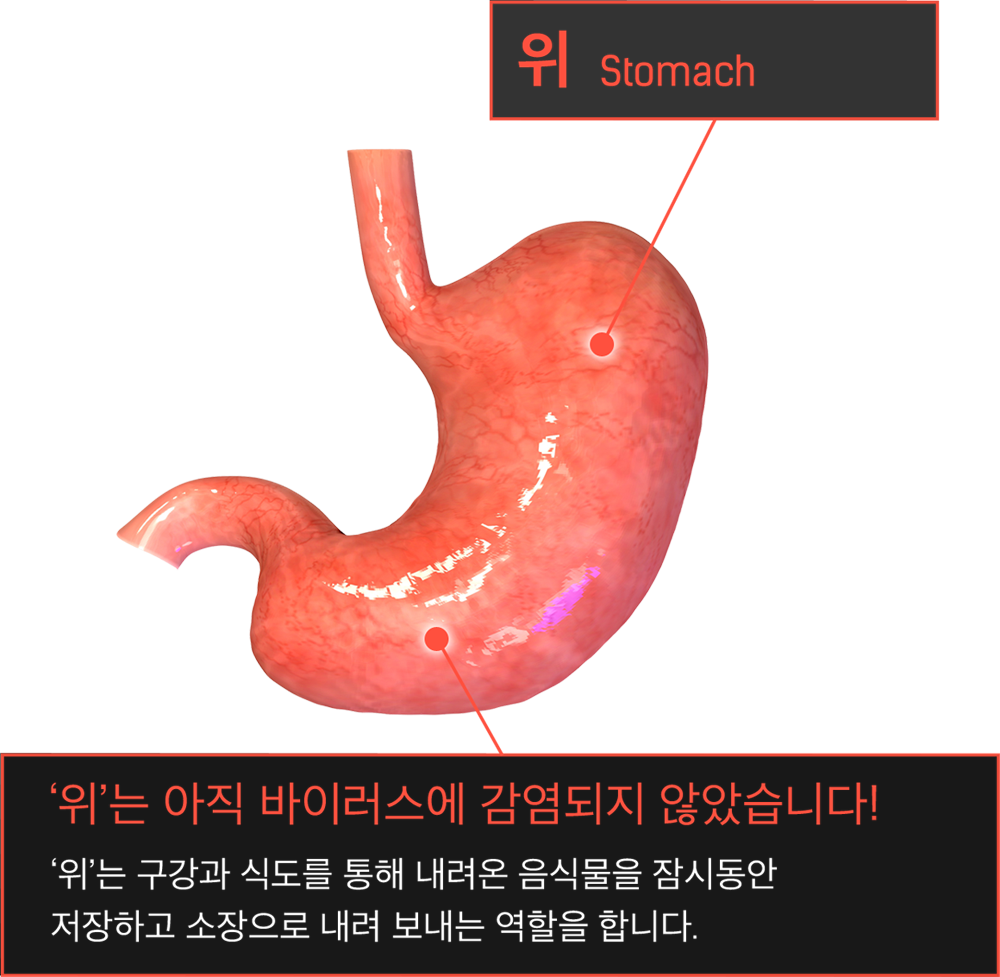 위 Stomach
‘위’는 아직 바이러스에 감염되지 않았습니다!
‘위’는 구강과 식도를 통해 내려온 음식물을 잠시동안
저장하고 소장으로 내려 보내는 역할을 합니다.